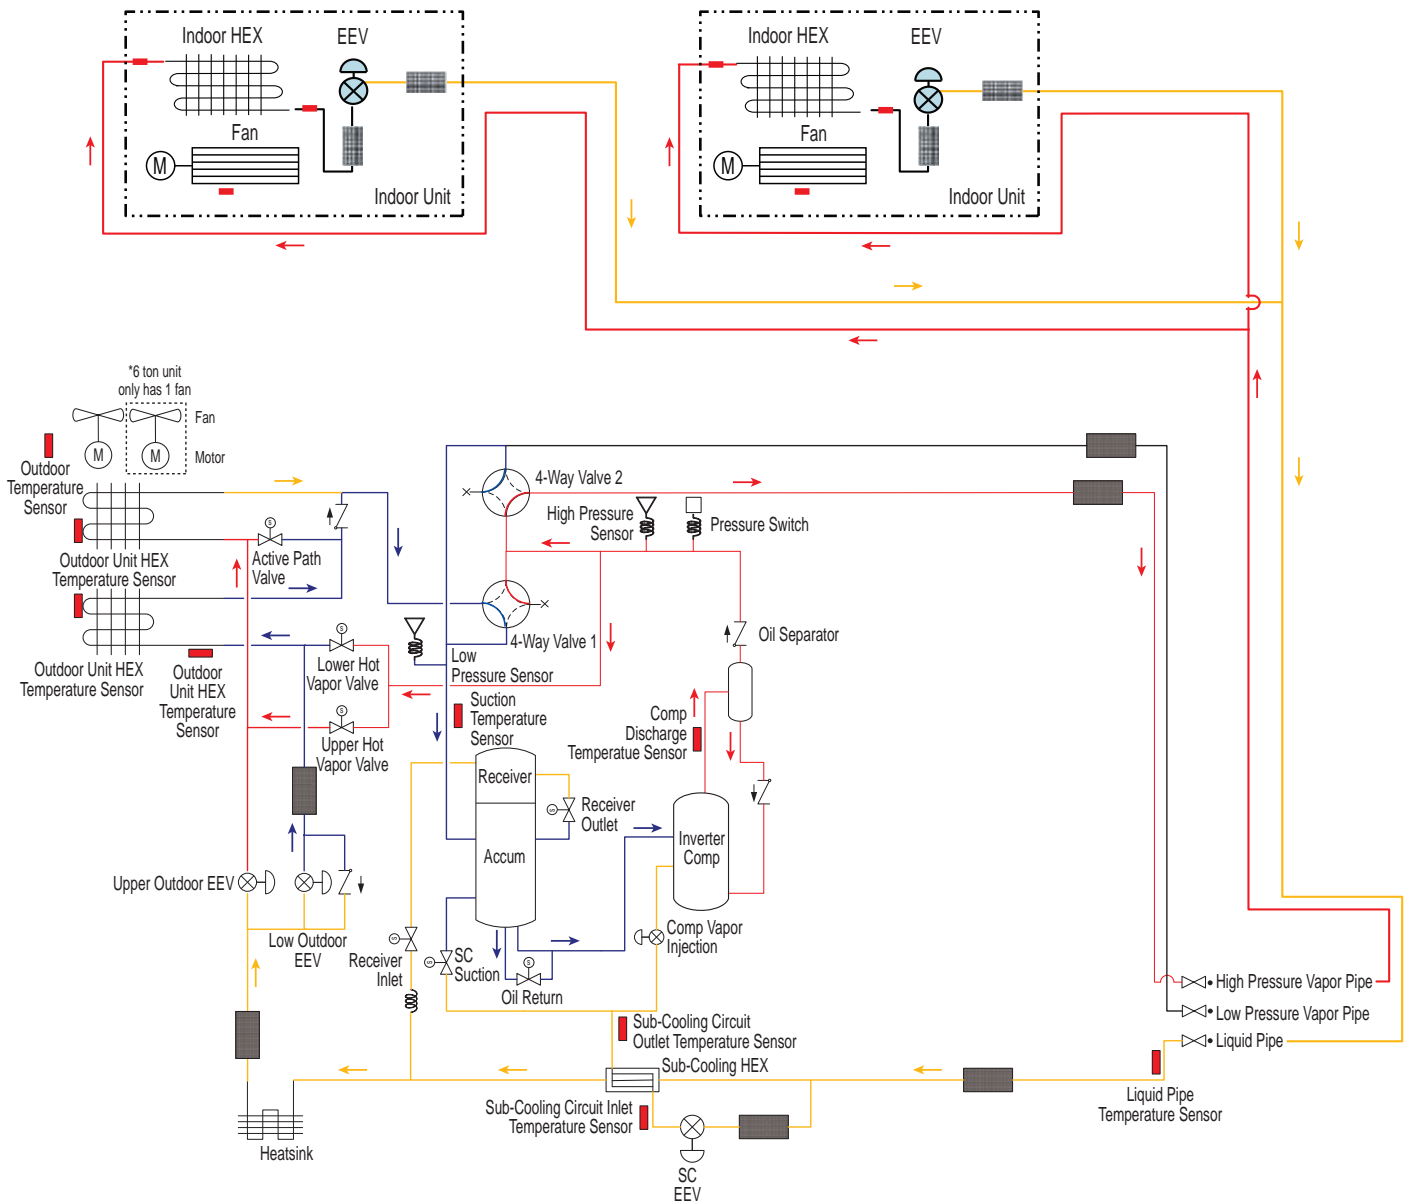 Indoor HEX
EEV
Fan
M
Indoor Unit
Indoor HEX
EEV
Fan
M
Indoor Unit
*6 ton unit
only has 1 fan
Fan
M
M
Motor
Outdoor
Temperature
Sensor
4-Way Valve 2
High Pressure
Sensor
Pressure Switch
S
Active Path
Valve
Outdoor Unit HEX
Temperature Sensor
4-Way Valve 1
Oil Separator
S
Lower Hot
Vapor Valve
Outdoor Unit HEX
Temperature Sensor
Outdoor
Unit HEX
Temperature
Sensor
Low
Pressure Sensor
Suction
Temperature
Sensor
Comp
Discharge
Temperatue Sensor
S
Upper Hot
Vapor Valve
Receiver
S
Receiver
Outlet
Accum
Inverter
Comp
Upper Outdoor EEV
Low Outdoor
EEV
S
Receiver
Inlet
S
SC
Suction
S
Oil Return
Comp Vapor
Injection
High Pressure Vapor Pipe
Low Pressure Vapor Pipe
Liquid Pipe
Sub-Cooling Circuit
Outlet Temperature Sensor
Sub-Cooling HEX
Sub-Cooling Circuit Inlet
Temperature Sensor
Liquid Pipe
Temperature Sensor
Heatsink
SC
EEV